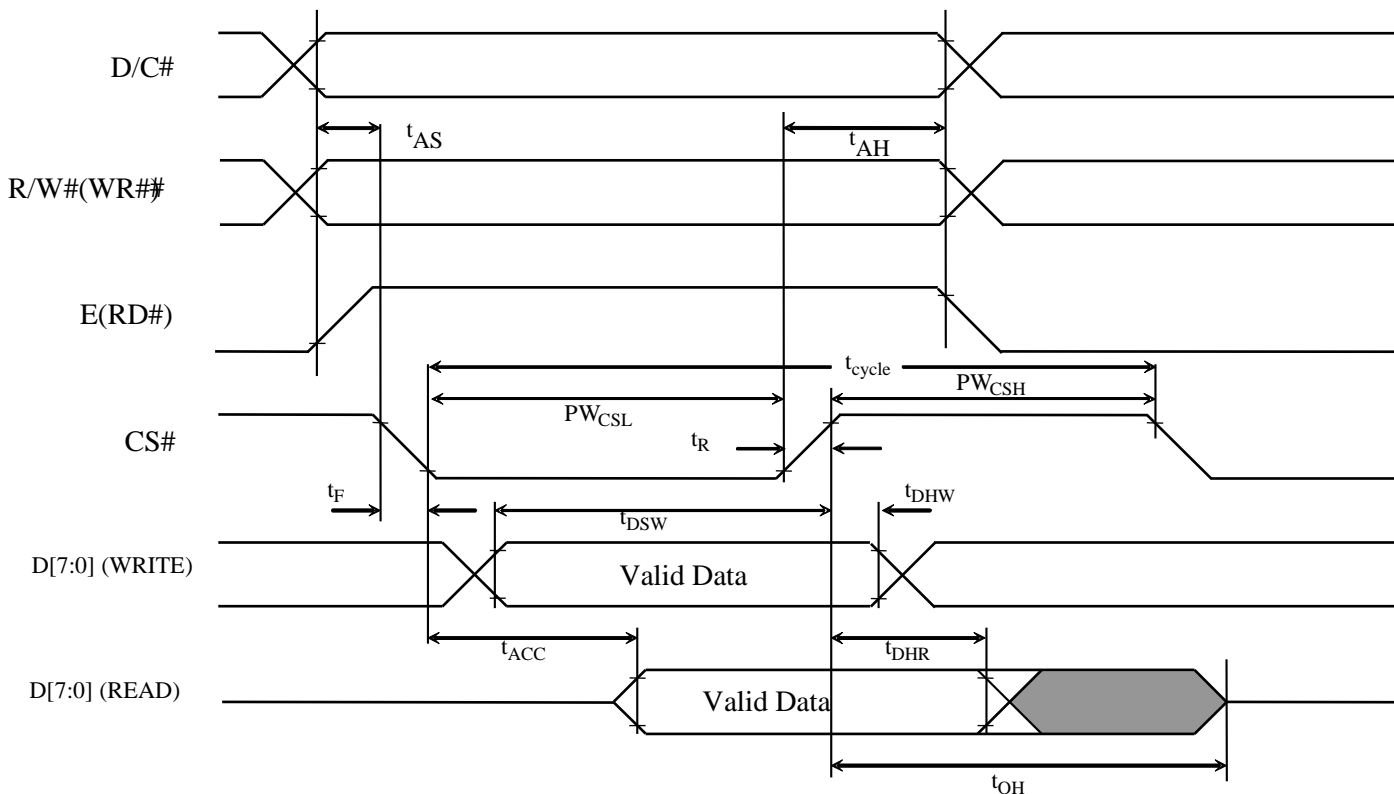 D/C#
tAS
tAH
R/W#(WR##)
E(RD#)
tcycle
PWCSL
PWCSH
CS#
tR
tF
tDSW
tDHW
D[7:0] (WRITE)
Valid Data
tACC
tDHR
D[7:0] (READ)
Valid Data
tOH